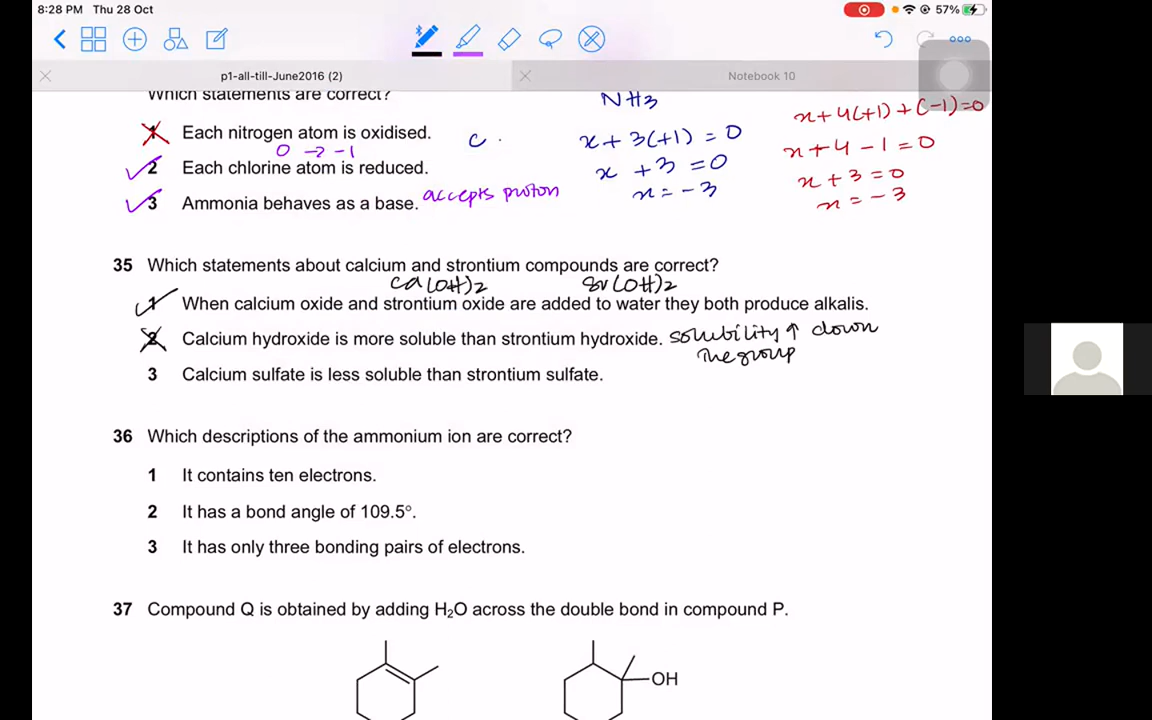 8:28 PM Thu 28 Oct 57%
p1-all-till-June2016 (2) Notebook 10
Which statements are correct?
NH3
x+4(+1)+(-1)=0
1 Each nitrogen atom is oxidised.
C
x+3(+1)=0
x+4-1=0
0 → -1
2 Each chlorine atom is reduced.
x+3=0
x+3=0
3 Ammonia behaves as a base. accepts proton
x=-3
x=-3
35 Which statements about calcium and strontium compounds are correct?
Ca(OH)2 Sr(OH)2
1 When calcium oxide and strontium oxide are added to water they both produce alkalis.
2 Calcium hydroxide is more soluble than strontium hydroxide. solubility↑ down
the group
3 Calcium sulfate is less soluble than strontium sulfate.
36 Which descriptions of the ammonium ion are correct?
1 It contains ten electrons.
2 It has a bond angle of 109.5°.
3 It has only three bonding pairs of electrons.
37 Compound Q is obtained by adding H₂O across the double bond in compound P.
OH